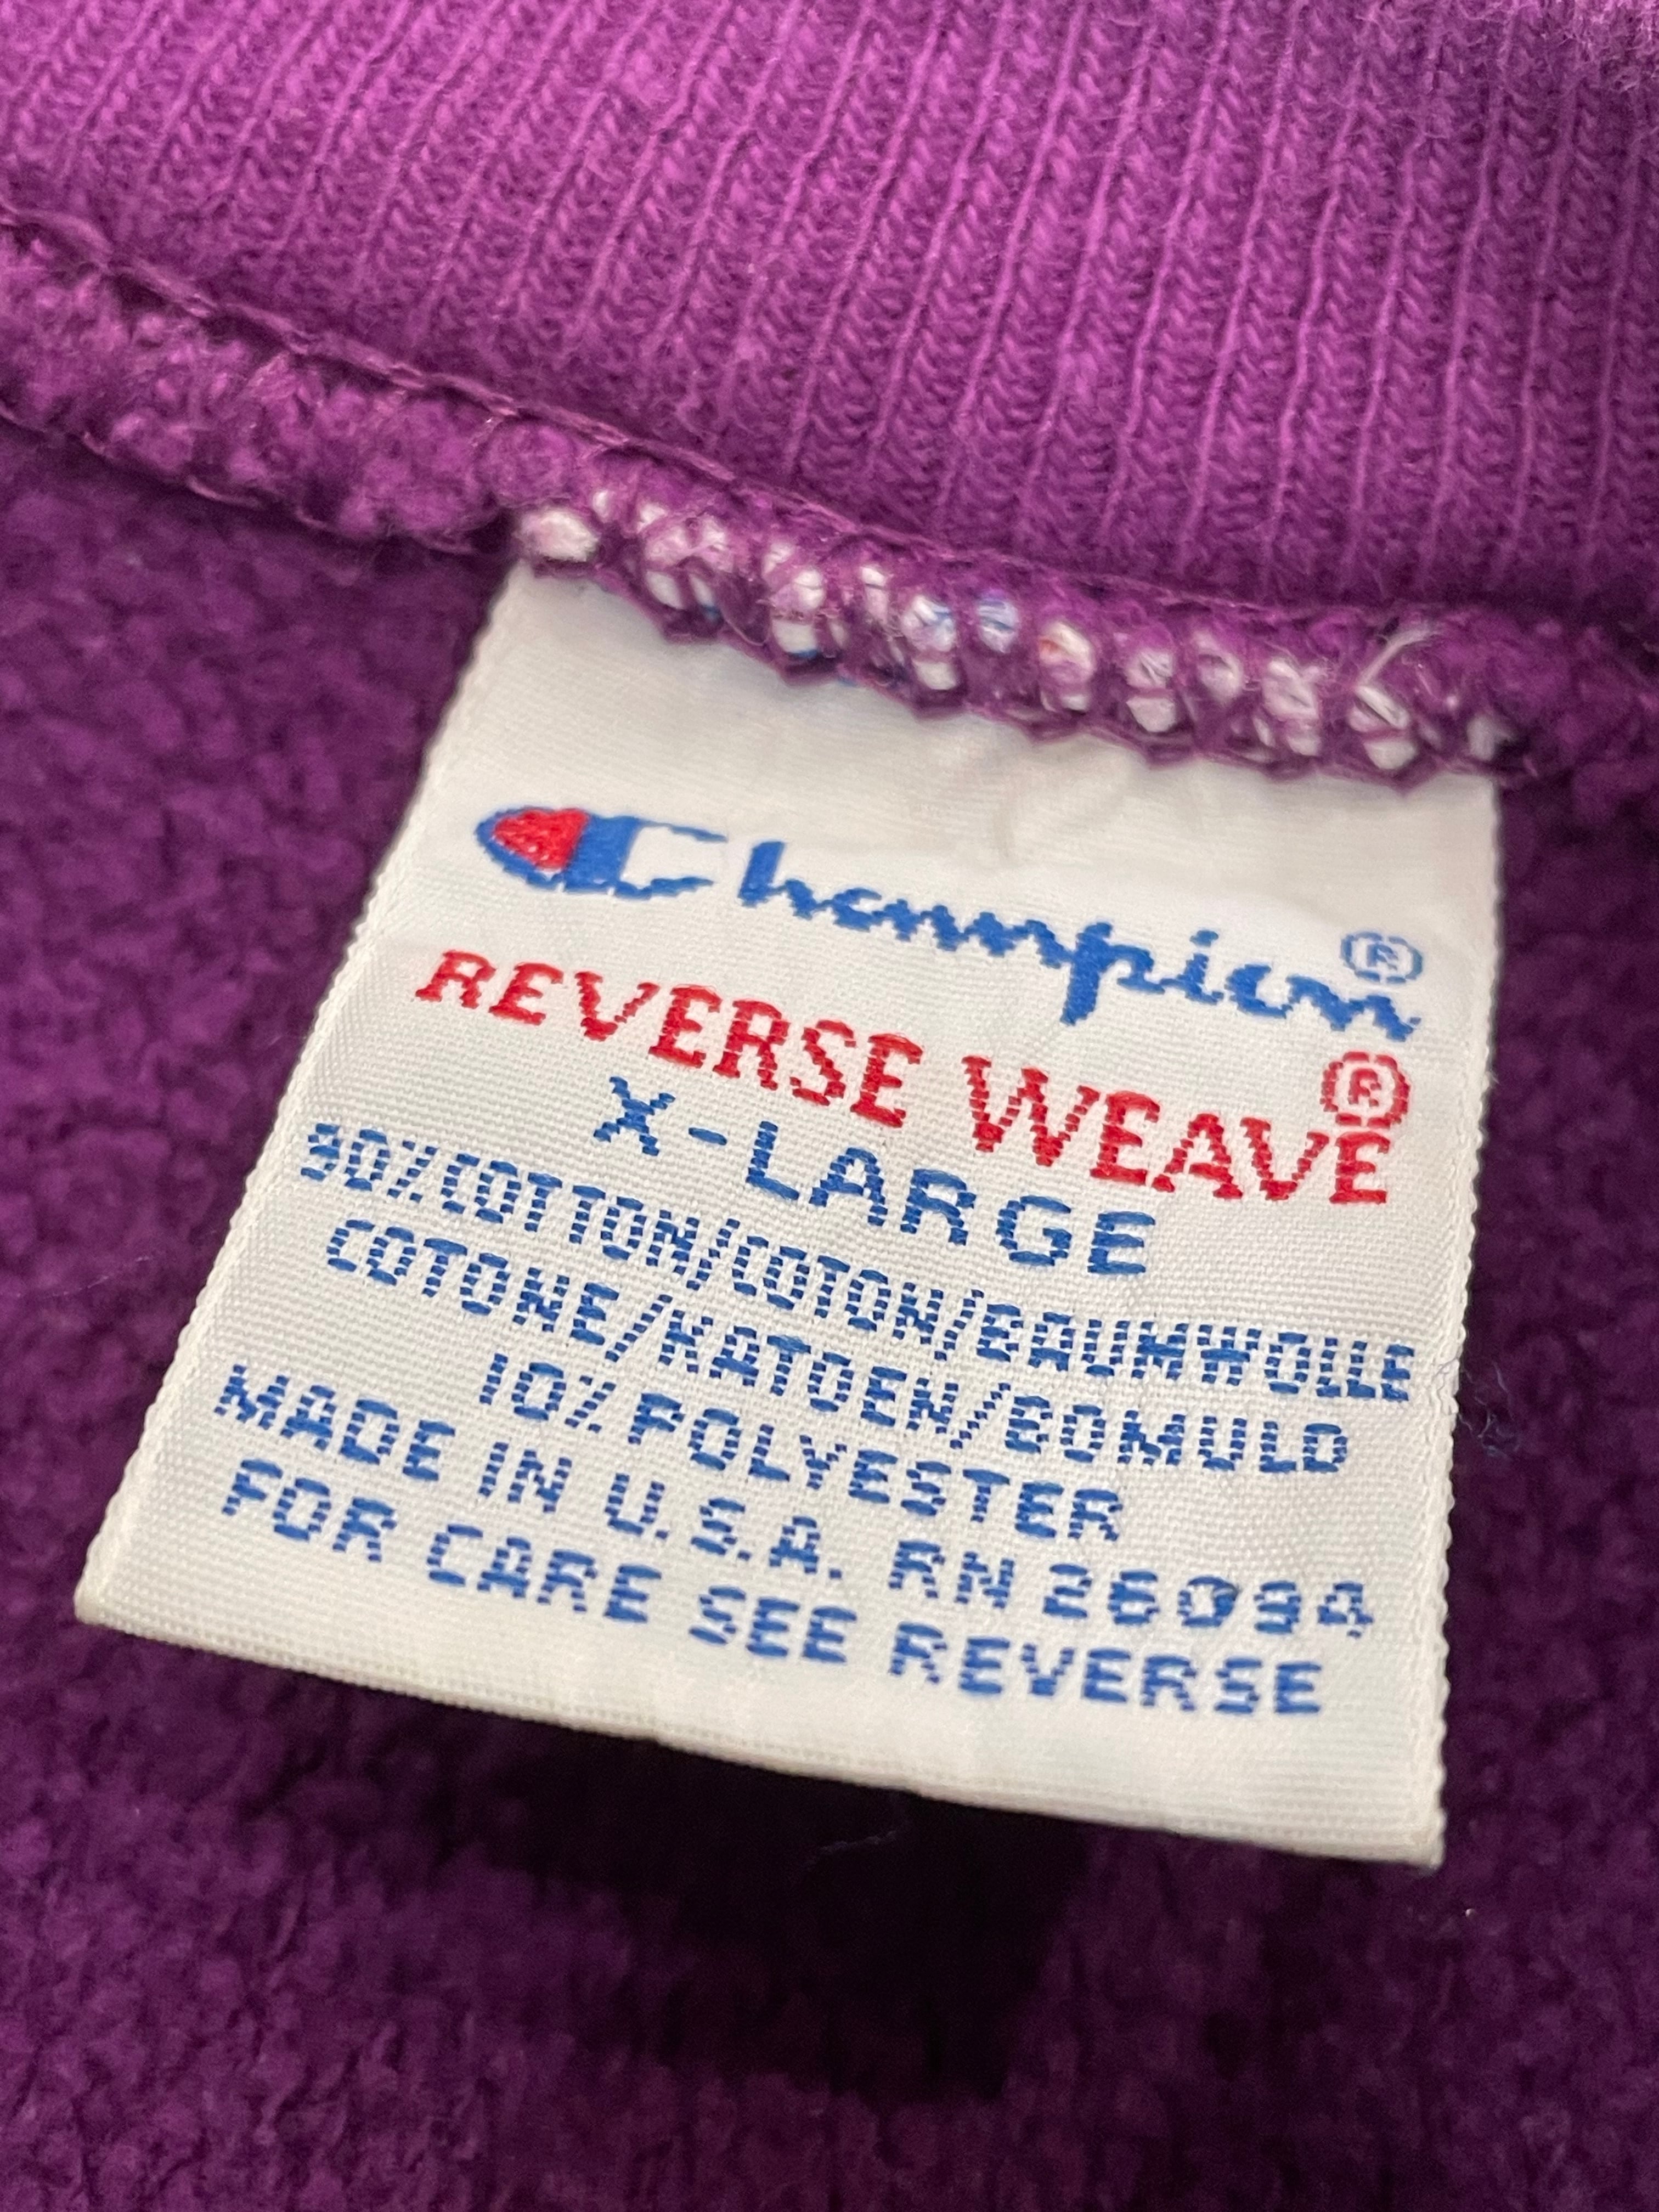 Champion®
REVERSE WEAVE®
X-LARGE
90%COTTON/COTON/BAUMWOLLE
COTONE/KATOEN/BOMULD
10% POLYESTER
MADE IN U.S.A. RN 26094
FOR CARE SEE REVERSE